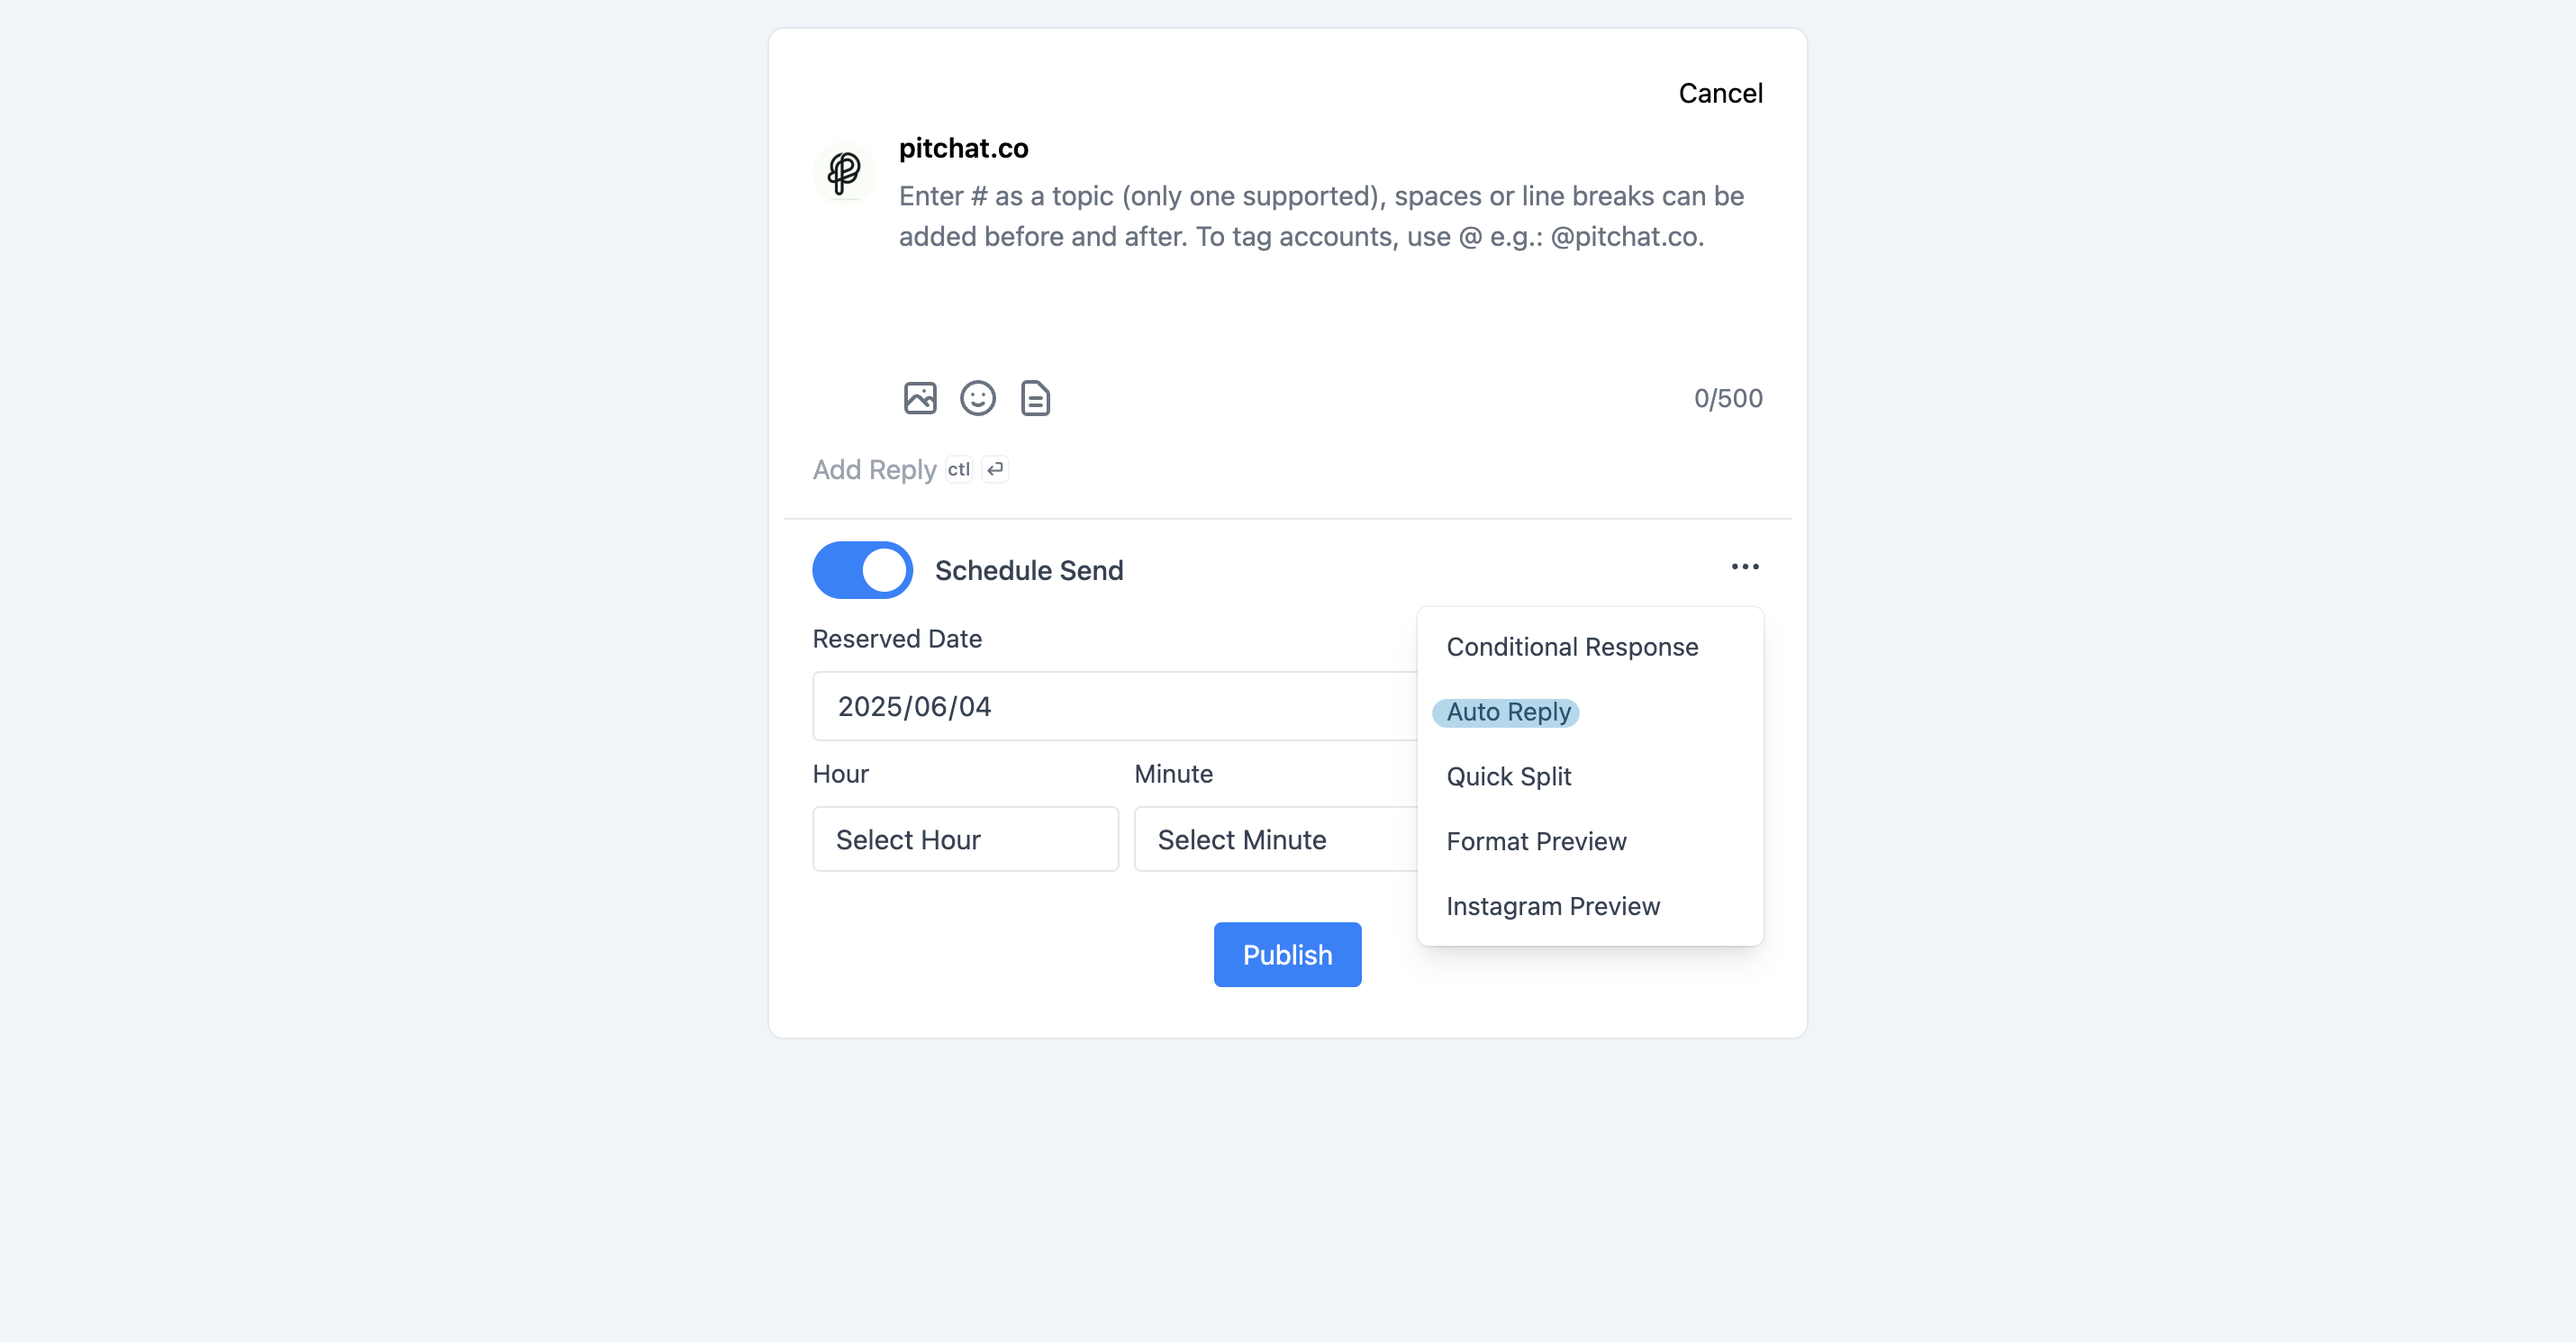 Cancel
pitchat.co
Enter # as a topic (only one supported), spaces or line breaks can be
added before and after. To tag accounts, use @ e.g.: @pitchat.co.
0/500
Add Reply ctl
Schedule Send
Reserved Date
2025/06/04
Hour
Minute
Select Hour
Select Minute
Conditional Response
Auto Reply
Quick Split
Format Preview
Instagram Preview
Publish